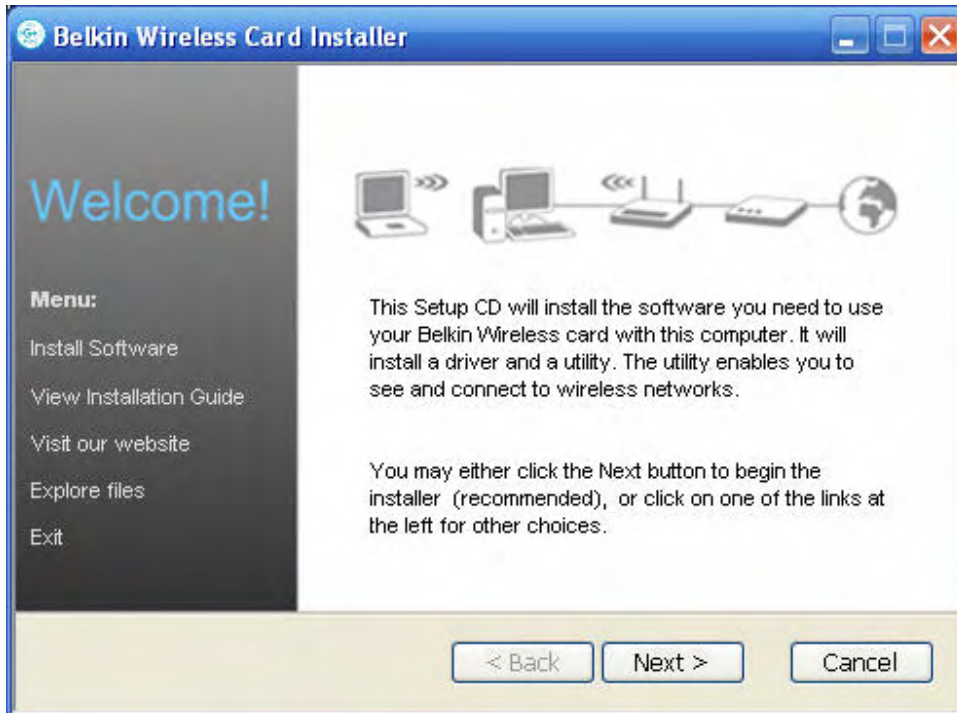 Belkin Wireless Card Installer
Welcome!
Menu:
Install Software
View Installation Guide
Visit our website
Explore files
Exit
This Setup CD will install the software you need to use
your Belkin Wireless card with this computer. It will
install a driver and a utility. The utility enables you to
see and connect to wireless networks.
You may either click the Next button to begin the
installer (recommended), or click on one of the links at
the left for other choices.
< Back
Next >
Cancel